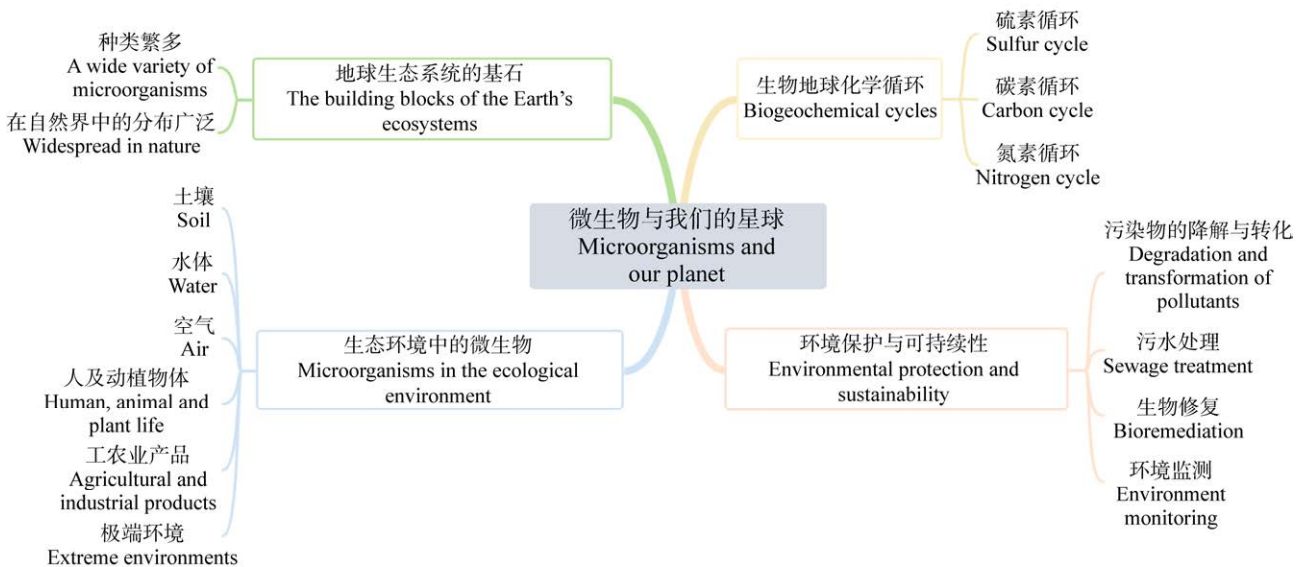 微生物与我们的星球
Microorganisms and
our planet
地球生态系统的基石
The building blocks of the Earth's
ecosystems
种类繁多
A wide variety of
microorganisms
在自然界中的分布广泛
Widespread in nature
生态环境中的微生物
Microorganisms in the ecological
environment
土壤
Soil
水体
Water
空气
Air
人及动植物体
Human, animal and
plant life
工农业产品
Agricultural and
industrial products
极端环境
Extreme environments
生物地球化学循环
Biogeochemical cycles
硫素循环
Sulfur cycle
碳素循环
Carbon cycle
氮素循环
Nitrogen cycle
环境保护与可持续性
Environmental protection and
sustainability
污染物的降解与转化
Degradation and
transformation of
pollutants
污水处理
Sewage treatment
生物修复
Bioremediation
环境监测
Environment
monitoring